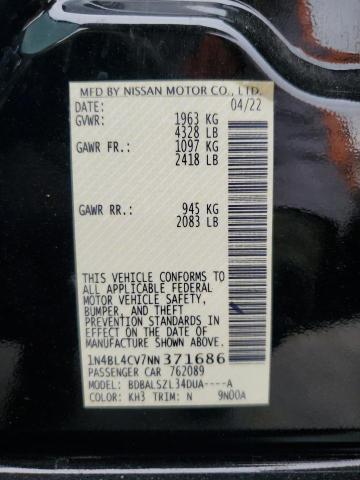 MFD BY NISSAN MOTOR CO., LTD.
DATE: 04/22
GVWR: 1963 KG
4328 LB
GAWR FR.: 1097 KG
2418 LB
GAWR RR.: 945 KG
2083 LB
THIS VEHICLE CONFORMS TO
ALL APPLICABLE FEDERAL
MOTOR VEHICLE SAFETY,
BUMPER, AND THEFT
PREVENTION STANDARDS
IN EFFECT ON THE DATE OF
MANUFACTURE SHOWN ABOVE.
1N4BL4CV7NN371686
PASSENGER CAR 762089
MODEL: BDBALSZL34DUA----A
COLOR: KH3 TRIM: N 9N00A